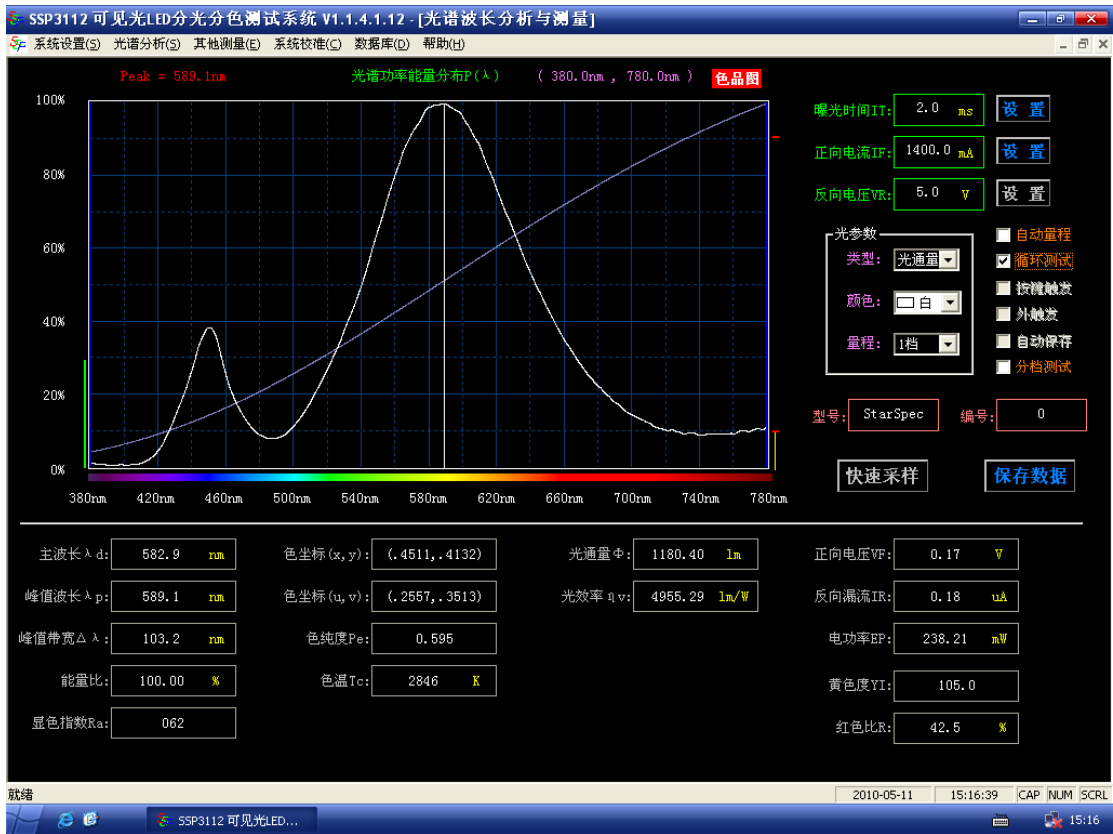 SSP3112 可见光LED分光分色测试系统 V1.1.4.1.12 - [光谱波长分析与测量]
系统设置(S) 光谱分析(S) 其他测量(E) 系统校准(C) 数据库(D) 帮助(H)
Peak = 589.1nm 光谱功率能量分布P(λ) ( 380.0nm , 780.0nm ) 色品图
100%
80%
60%
40%
20%
0%
380nm 420nm 460nm 500nm 540nm 580nm 620nm 660nm 700nm 740nm 780nm
曝光时间IT: 2.0 ms 设 置
正向电流IF: 1400.0 mA 设 置
反向电压VR: 5.0 V 设 置
光参数
类型: 光通量
颜色: 白
量程: 1档
自动量程
循环测试
按键触发
外触发
自动保存
分档测试
型号: StarSpec 编号: 0
快速采样 保存数据
主波长λd: 582.9 nm 色坐标(x,y): (.4511,.4132) 光通量Φ: 1180.40 lm 正向电压VF: 0.17 V
峰值波长λp: 589.1 nm 色坐标(u,v): (.2557,.3513) 光效率ηv: 4955.29 lm/W 反向漏流IR: 0.18 uA
峰值带宽△λ: 103.2 nm 色纯度Pe: 0.595 电功率EP: 238.21 mW
能量比: 100.00 % 色温Tc: 2846 K 黄色度YI: 105.0
显色指数Ra: 062 红色比R: 42.5 %
就绪 2010-05-11 15:16:39 CAP NUM SCRL
SSP3112 可见光LED... 15:16